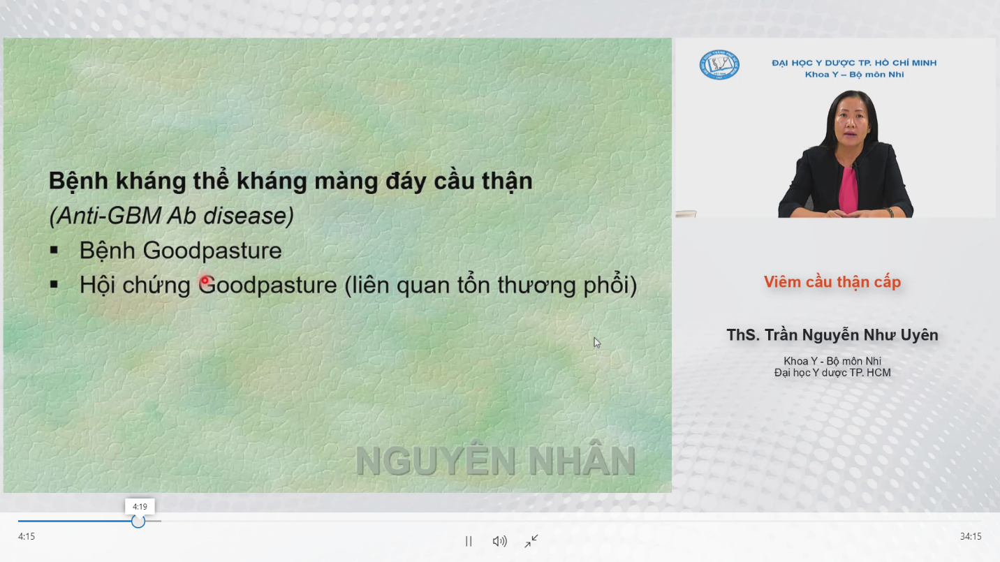 Bệnh kháng thể kháng màng đáy cầu thận
(Anti-GBM Ab disease)
▪ Bệnh Goodpasture
▪ Hội chứng Goodpasture (liên quan tổn thương phổi)
NGUYÊN NHÂN
ĐẠI HỌC Y DƯỢC TP. HỒ CHÍ MINH
Khoa Y – Bộ môn Nhi
Viêm cầu thận cấp
ThS. Trần Nguyễn Như Uyên
Khoa Y - Bộ môn Nhi
Đại học Y dược TP. HCM
4:19
4:15
34:15